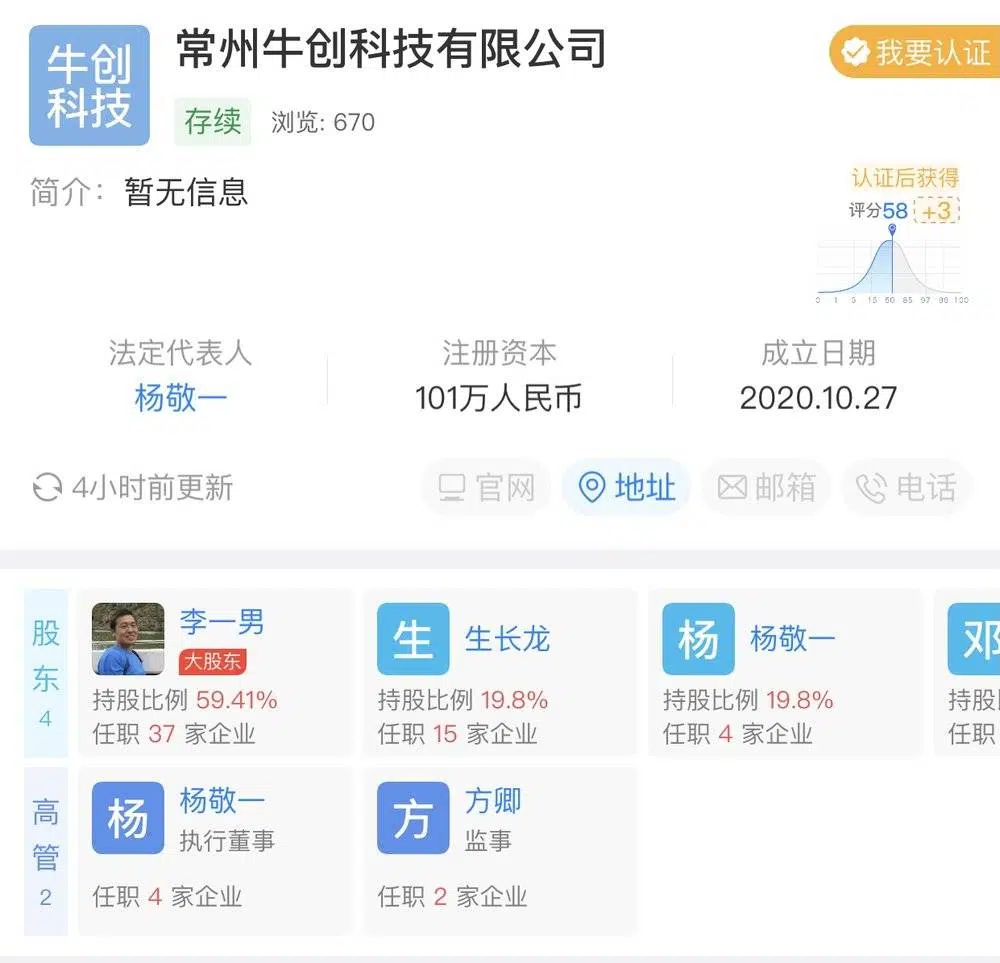 牛创
科技
常州牛创科技有限公司
我要认证
存续
浏览: 670
简介： 暂无信息
认证后获得
评分58 +3
0 1 5 15 50 85 97 99 100
法定代表人
注册资本
成立日期
杨敬一
101万人民币
2020.10.27
4小时前更新
官网
地址
邮箱
电话
股东
4
李一男
大股东
持股比例 59.41%
任职 37 家企业
生
生长龙
持股比例 19.8%
任职 15 家企业
杨
杨敬一
持股比例 19.8%
任职 4 家企业
邓
持股
任职
高管
2
杨
杨敬一
执行董事
任职 4 家企业
方
方卿
监事
任职 2 家企业